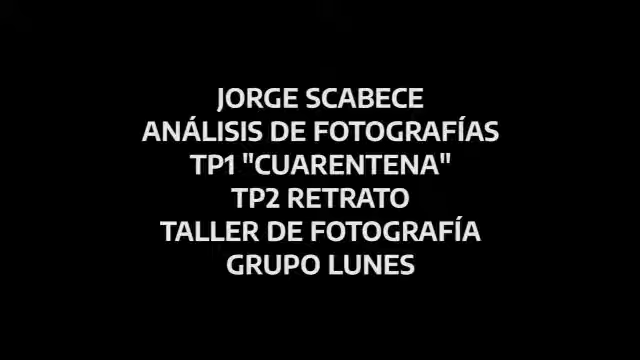 JORGE SCABECE
ANÁLISIS DE FOTOGRAFÍAS
TP1 "CUARENTENA"
TP2 RETRATO
TALLER DE FOTOGRAFÍA
GRUPO LUNES